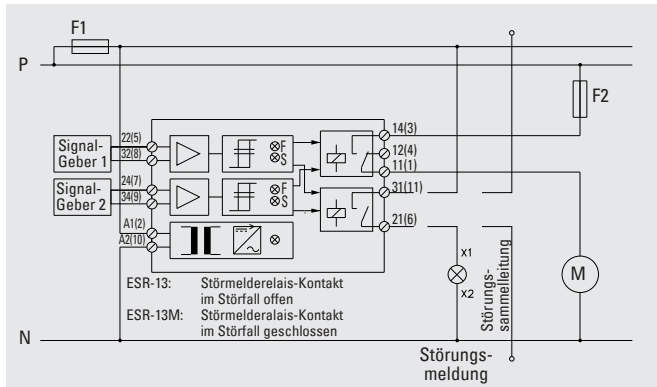 F1
P
F2
14(3)
22(5)
12(4)
Signal-
Geber 1
32(8)
F
S
11(1)
31(11)
24(7)
Signal-
Geber 2
34(9)
F
S
21(6)
A1(2)
A2(10)
X1
X2
M
Störungs-
sammelleitung
ESR-13: Störmelderelais-Kontakt
im Störfall offen
ESR-13M: Störmelderalais-Kontakt
im Störfall geschlossen
N
Störungs-
meldung